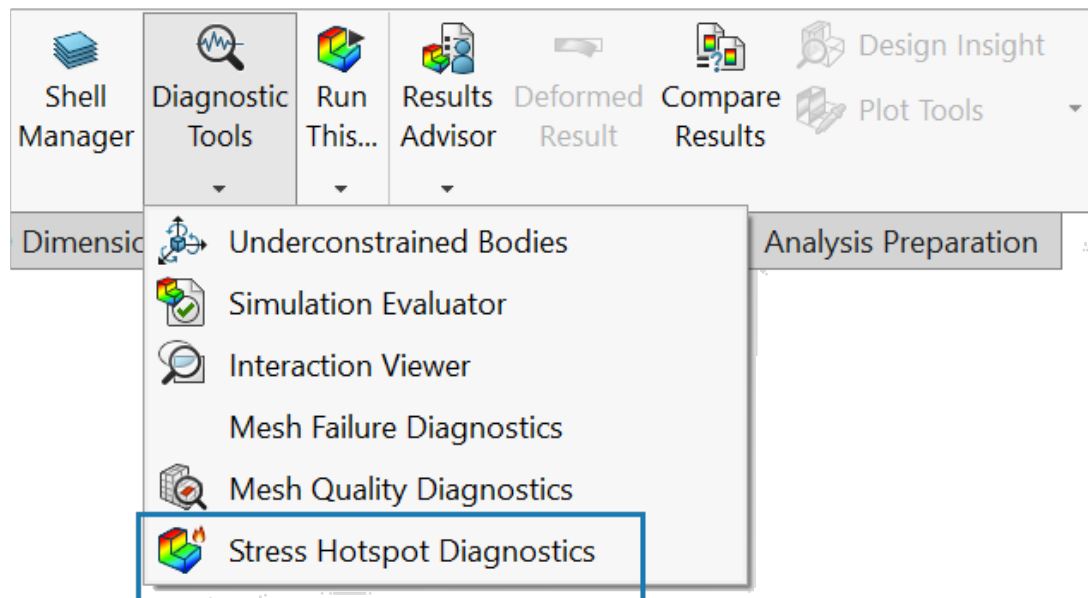 Shell Manager
Diagnostic Tools
Run This...
Results Advisor
Deformed Result
Compare Results
Design Insight
Plot Tools
Dimensio
Analysis Preparation
Underconstrained Bodies
Simulation Evaluator
Interaction Viewer
Mesh Failure Diagnostics
Mesh Quality Diagnostics
Stress Hotspot Diagnostics